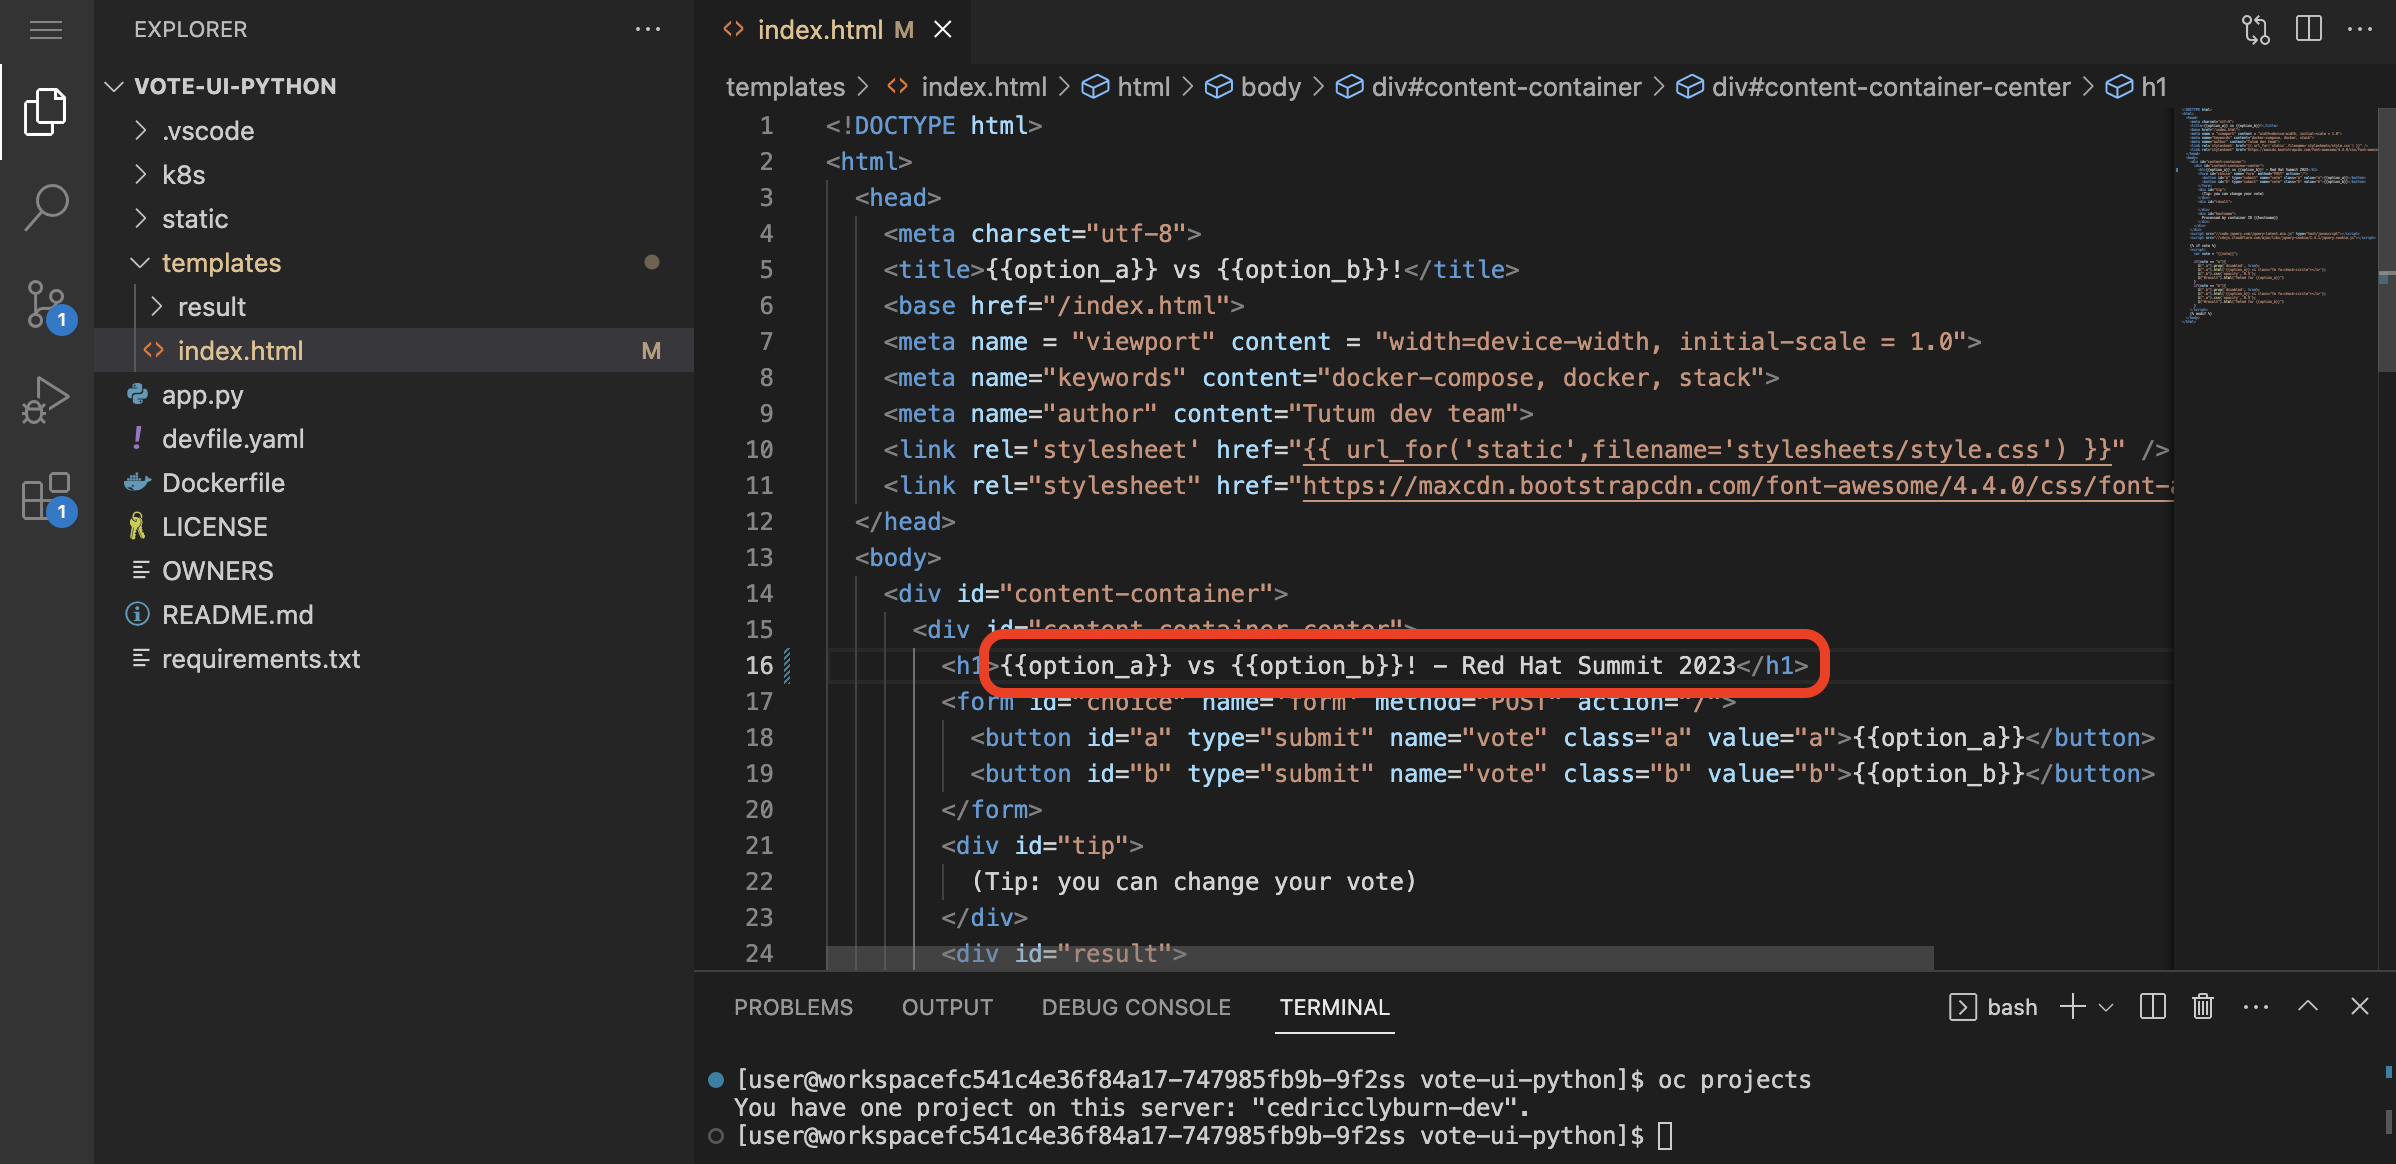 EXPLORER
VOTE-UI-PYTHON
.vscode
k8s
static
templates
result
index.html M
app.py
devfile.yaml
Dockerfile
LICENSE
OWNERS
README.md
requirements.txt
1
1
index.html M
templates > index.html > html > body > div#content-container > div#content-container-center > h1
1 <!DOCTYPE html>
2 <html>
3 <head>
4 <meta charset="utf-8">
5 <title>{{option_a}} vs {{option_b}}!</title>
6 <base href="/index.html">
7 <meta name = "viewport" content = "width=device-width, initial-scale = 1.0">
8 <meta name="keywords" content="docker-compose, docker, stack">
9 <meta name="author" content="Tutum dev team">
10 <link rel='stylesheet' href="{{ url_for('static',filename='stylesheets/style.css') }}" />
11 <link rel="stylesheet" href="https://maxcdn.bootstrapcdn.com/font-awesome/4.4.0/css/font-
12 </head>
13 <body>
14 <div id="content-container">
15 <div id="content-container-center">
16 <h1>{{option_a}} vs {{option_b}}! - Red Hat Summit 2023</h1>
17 <form id="choice" name="form" method="POST" action="/">
18 <button id="a" type="submit" name="vote" class="a" value="a">{{option_a}}</button>
19 <button id="b" type="submit" name="vote" class="b" value="b">{{option_b}}</button>
20 </form>
21 <div id="tip">
22 (Tip: you can change your vote)
23 </div>
24 <div id="result">
PROBLEMS OUTPUT DEBUG CONSOLE TERMINAL bash
[user@workspacefc541c4e36f84a17-747985fb9b-9f2ss vote-ui-python]$ oc projects
You have one project on this server: "cedricclyburn-dev".
[user@workspacefc541c4e36f84a17-747985fb9b-9f2ss vote-ui-python]$